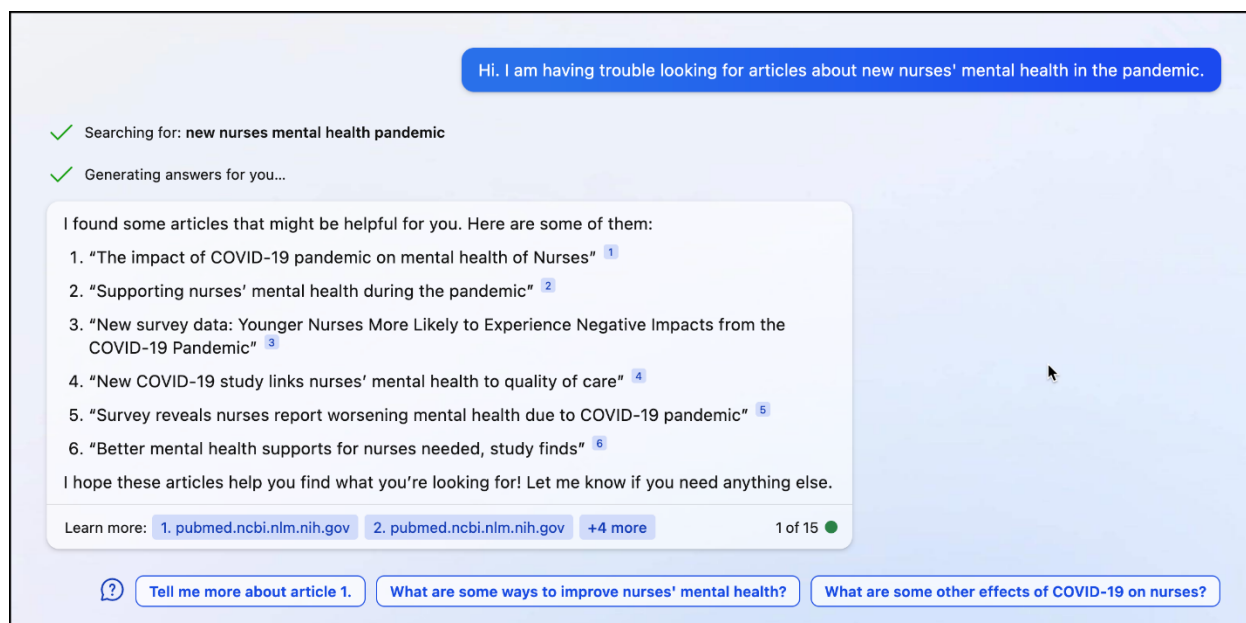 Hi. I am having trouble looking for articles about new nurses' mental health in the pandemic.
Searching for: new nurses mental health pandemic
Generating answers for you...
I found some articles that might be helpful for you. Here are some of them:
1. “The impact of COVID-19 pandemic on mental health of Nurses” 1
2. “Supporting nurses’ mental health during the pandemic” 2
3. “New survey data: Younger Nurses More Likely to Experience Negative Impacts from the
COVID-19 Pandemic” 3
4. “New COVID-19 study links nurses’ mental health to quality of care” 4
5. “Survey reveals nurses report worsening mental health due to COVID-19 pandemic” 5
6. “Better mental health supports for nurses needed, study finds” 6
I hope these articles help you find what you’re looking for! Let me know if you need anything else.
Learn more: 1. pubmed.ncbi.nlm.nih.gov 2. pubmed.ncbi.nlm.nih.gov +4 more 1 of 15
? Tell me more about article 1. What are some ways to improve nurses' mental health? What are some other effects of COVID-19 on nurses?